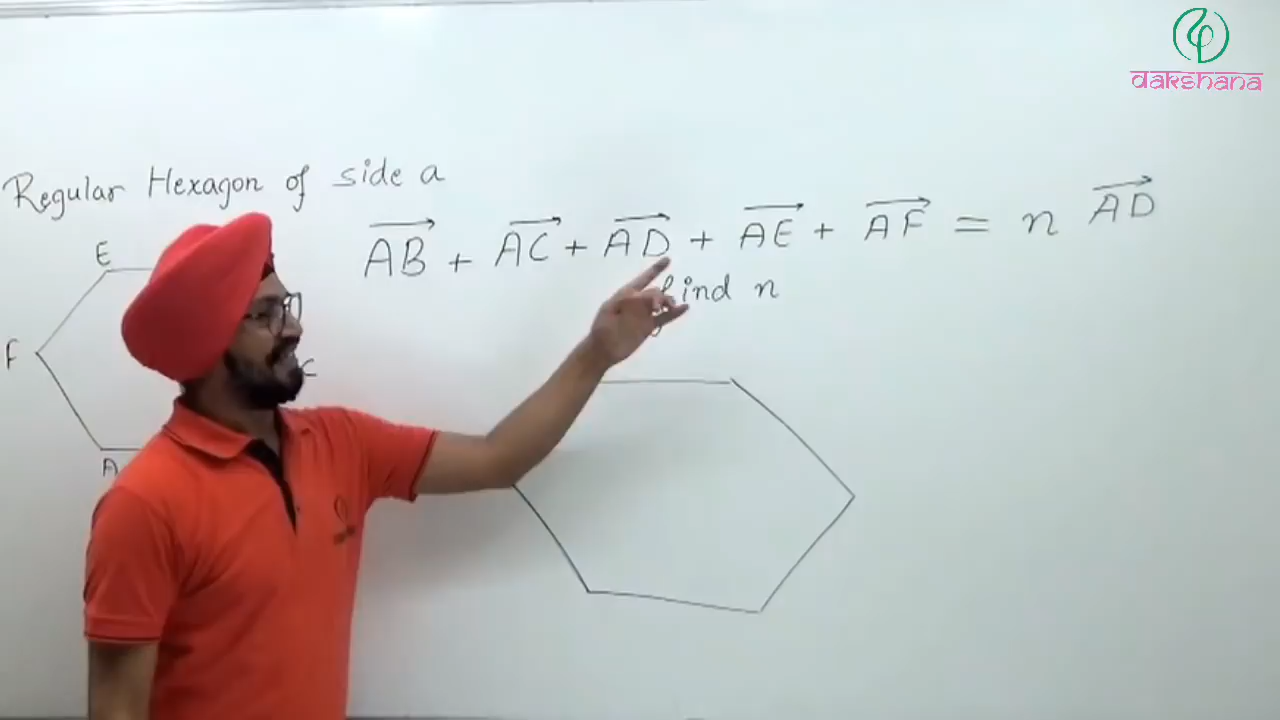 dakshana
Regular Hexagon of side a
AB + AC + AD + AE + AF = n AD
find n
E
F
C
A